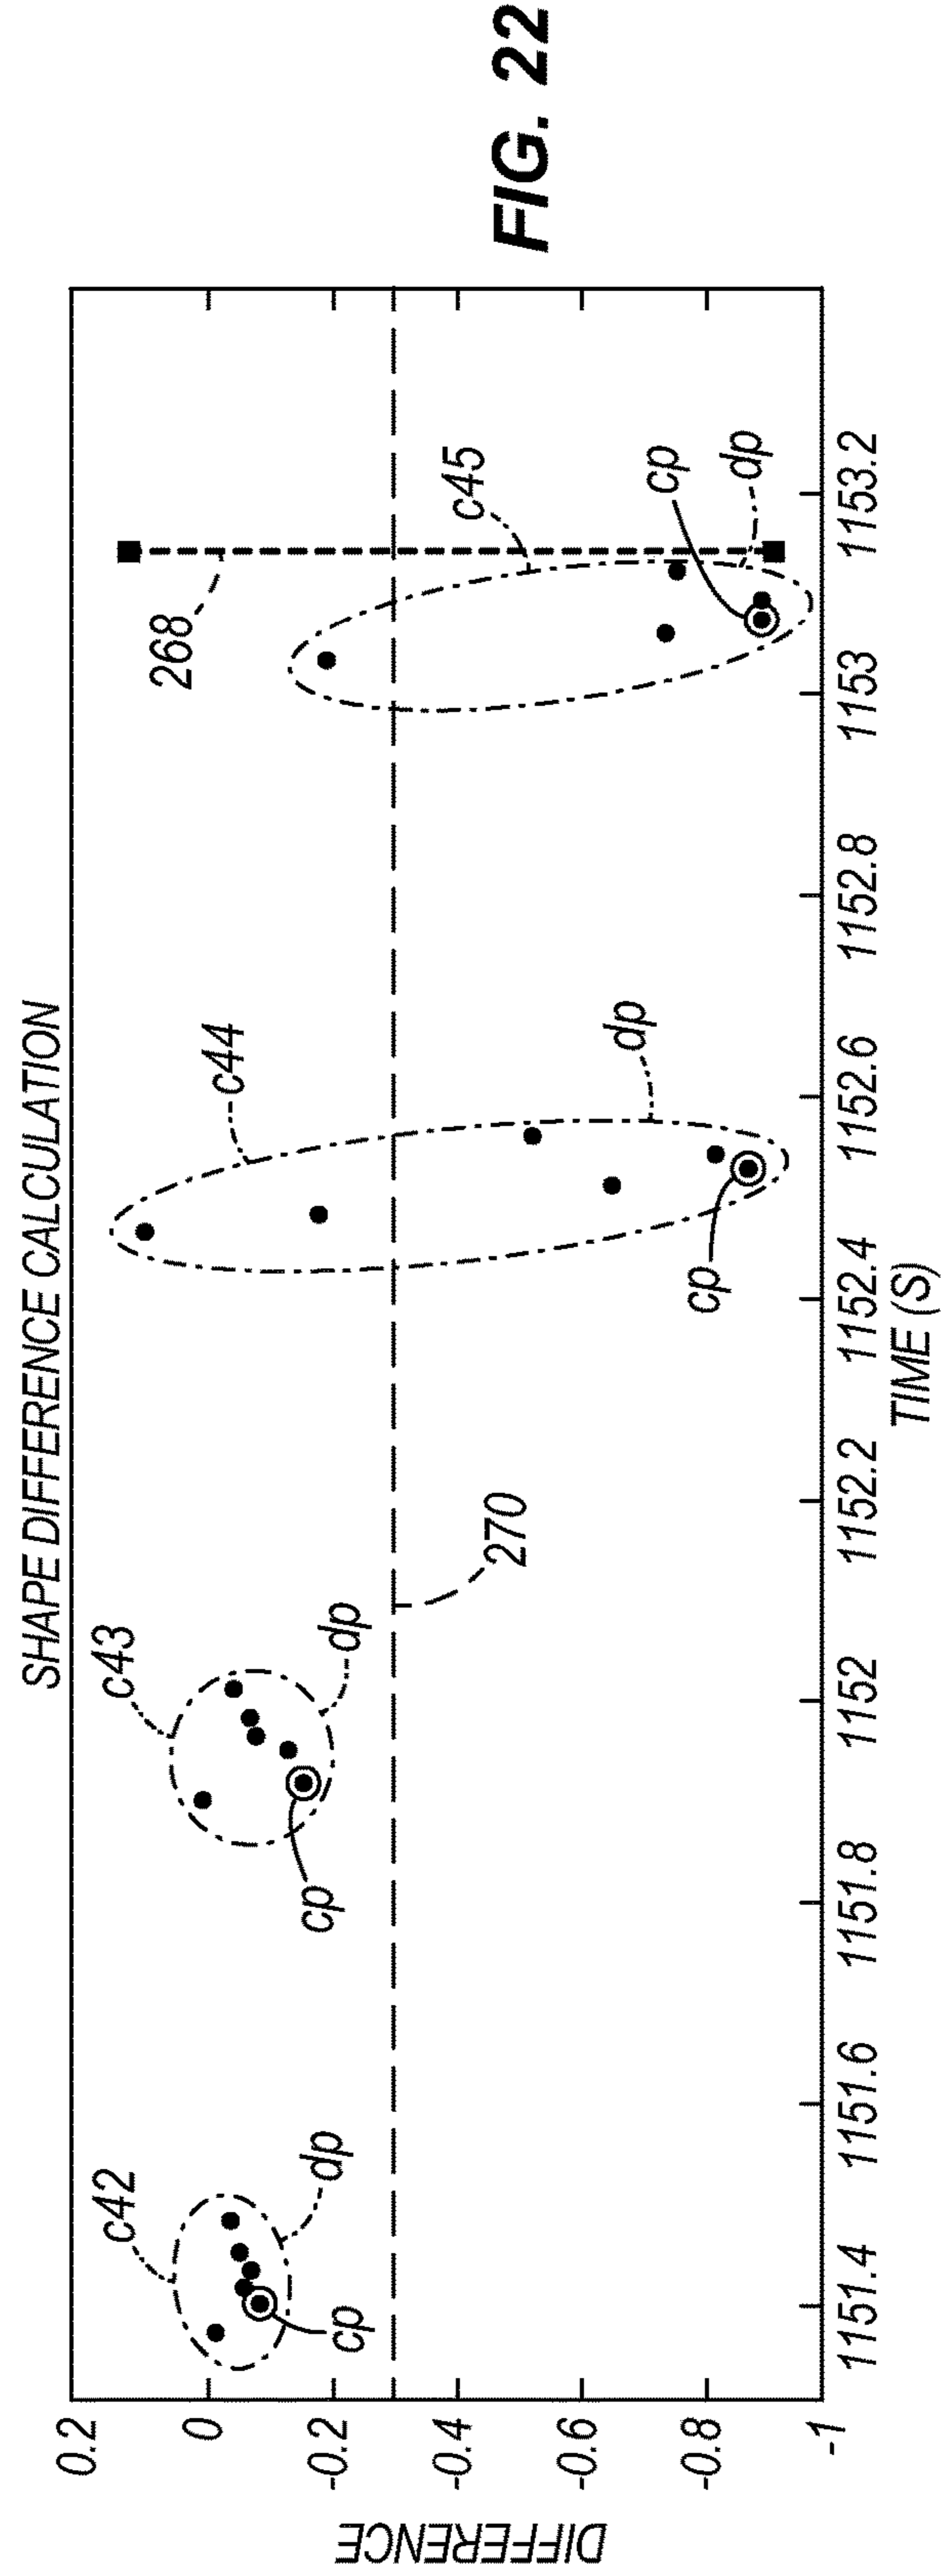 SHAPE DIFFERENCE CALCULATION
DIFFERENCE
0.2
0
-0.2
-0.4
-0.6
-0.8
-1
c42
dp
cp
c43
dp
cp
270
c44
dp
cp
268
c45
cp
dp
1151.4
1151.6
1151.8
1152
1152.2
1152.4
1152.6
1152.8
1153
1153.2
TIME (S)
FIG. 22